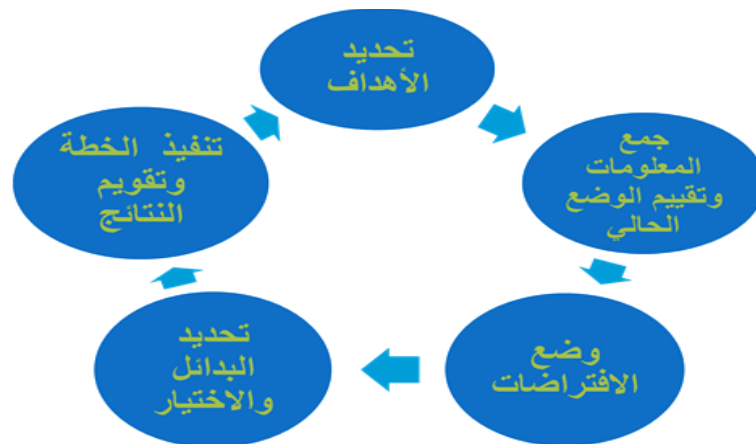 تحديد
الأهداف
جمع
المعلومات
وتقييم الوضع
الحالي
وضع
الافتراضات
تحديد
البدائل
والاختيار
تنفيذ الخطة
وتقويم
النتائج